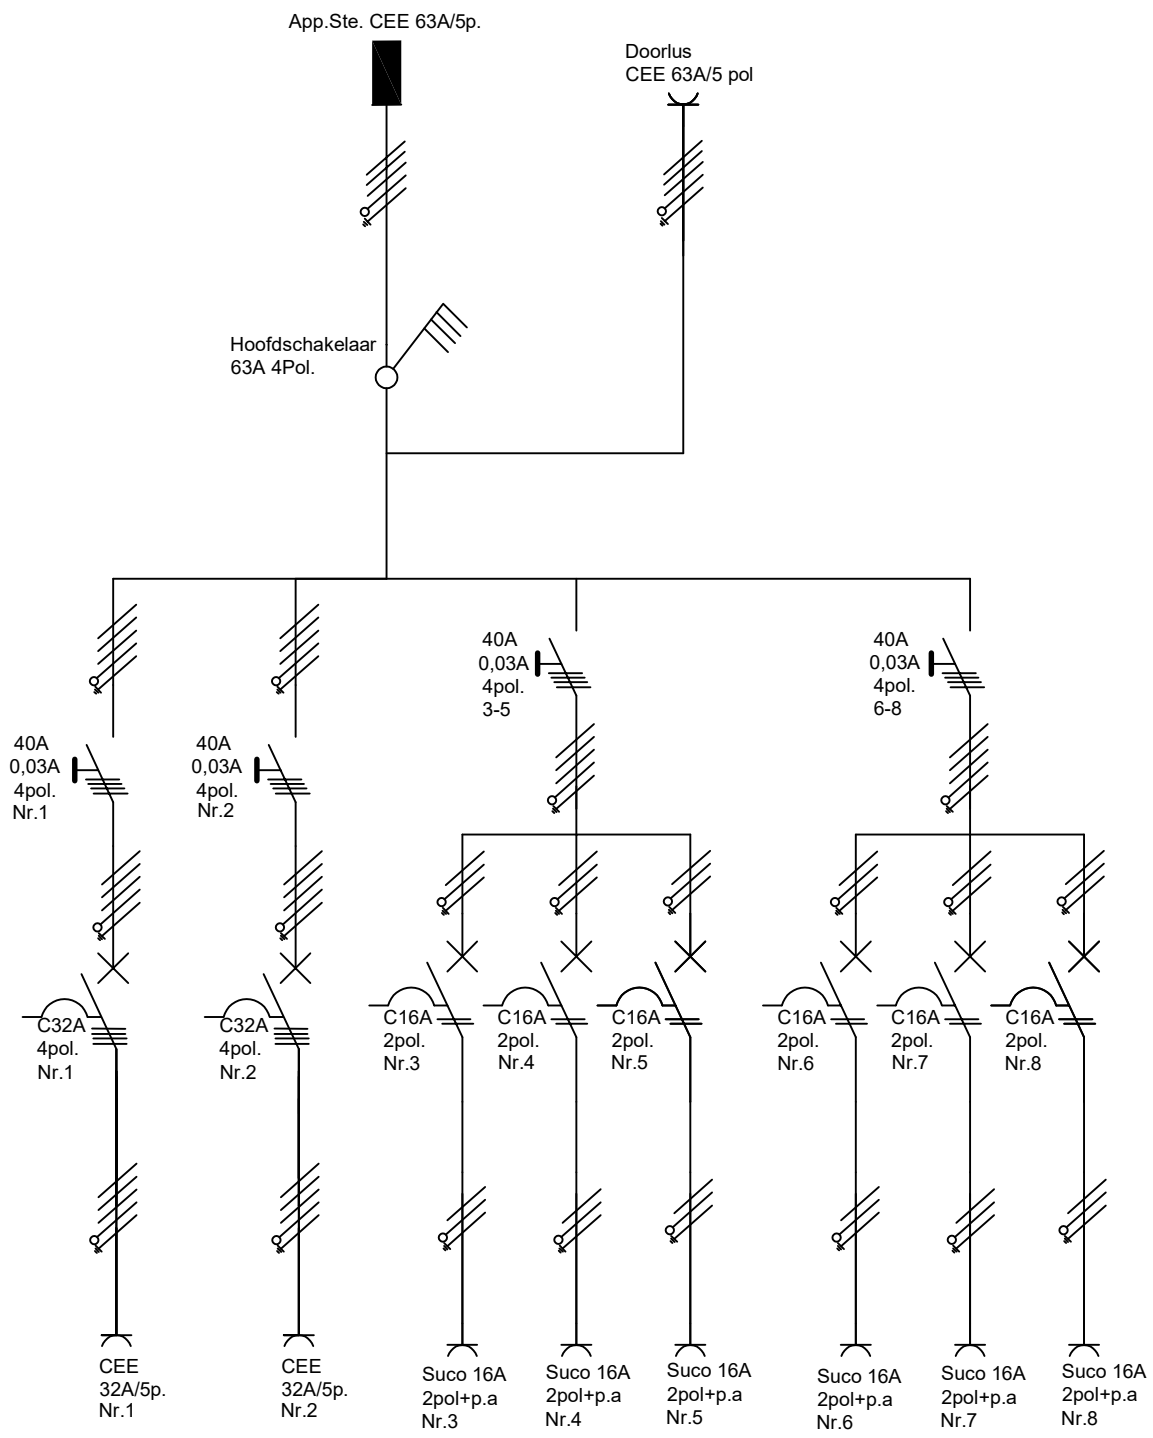 App.Ste. CEE 63A/5p.
Doorlus
CEE 63A/5 pol
Hoofdschakelaar
63A 4Pol.
40A
0,03A
4pol.
3-5
40A
0,03A
4pol.
6-8
40A
0,03A
4pol.
Nr.1
40A
0,03A
4pol.
Nr.2
C32A
4pol.
Nr.1
C32A
4pol.
Nr.2
C16A
2pol.
Nr.3
C16A
2pol.
Nr.4
C16A
2pol.
Nr.5
C16A
2pol.
Nr.6
C16A
2pol.
Nr.7
C16A
2pol.
Nr.8
CEE
32A/5p.
Nr.1
CEE
32A/5p.
Nr.2
Suco 16A
2pol+p.a
Nr.3
Suco 16A
2pol+p.a
Nr.4
Suco 16A
2pol+p.a
Nr.5
Suco 16A
2pol+p.a
Nr.6
Suco 16A
2pol+p.a
Nr.7
Suco 16A
2pol+p.a
Nr.8